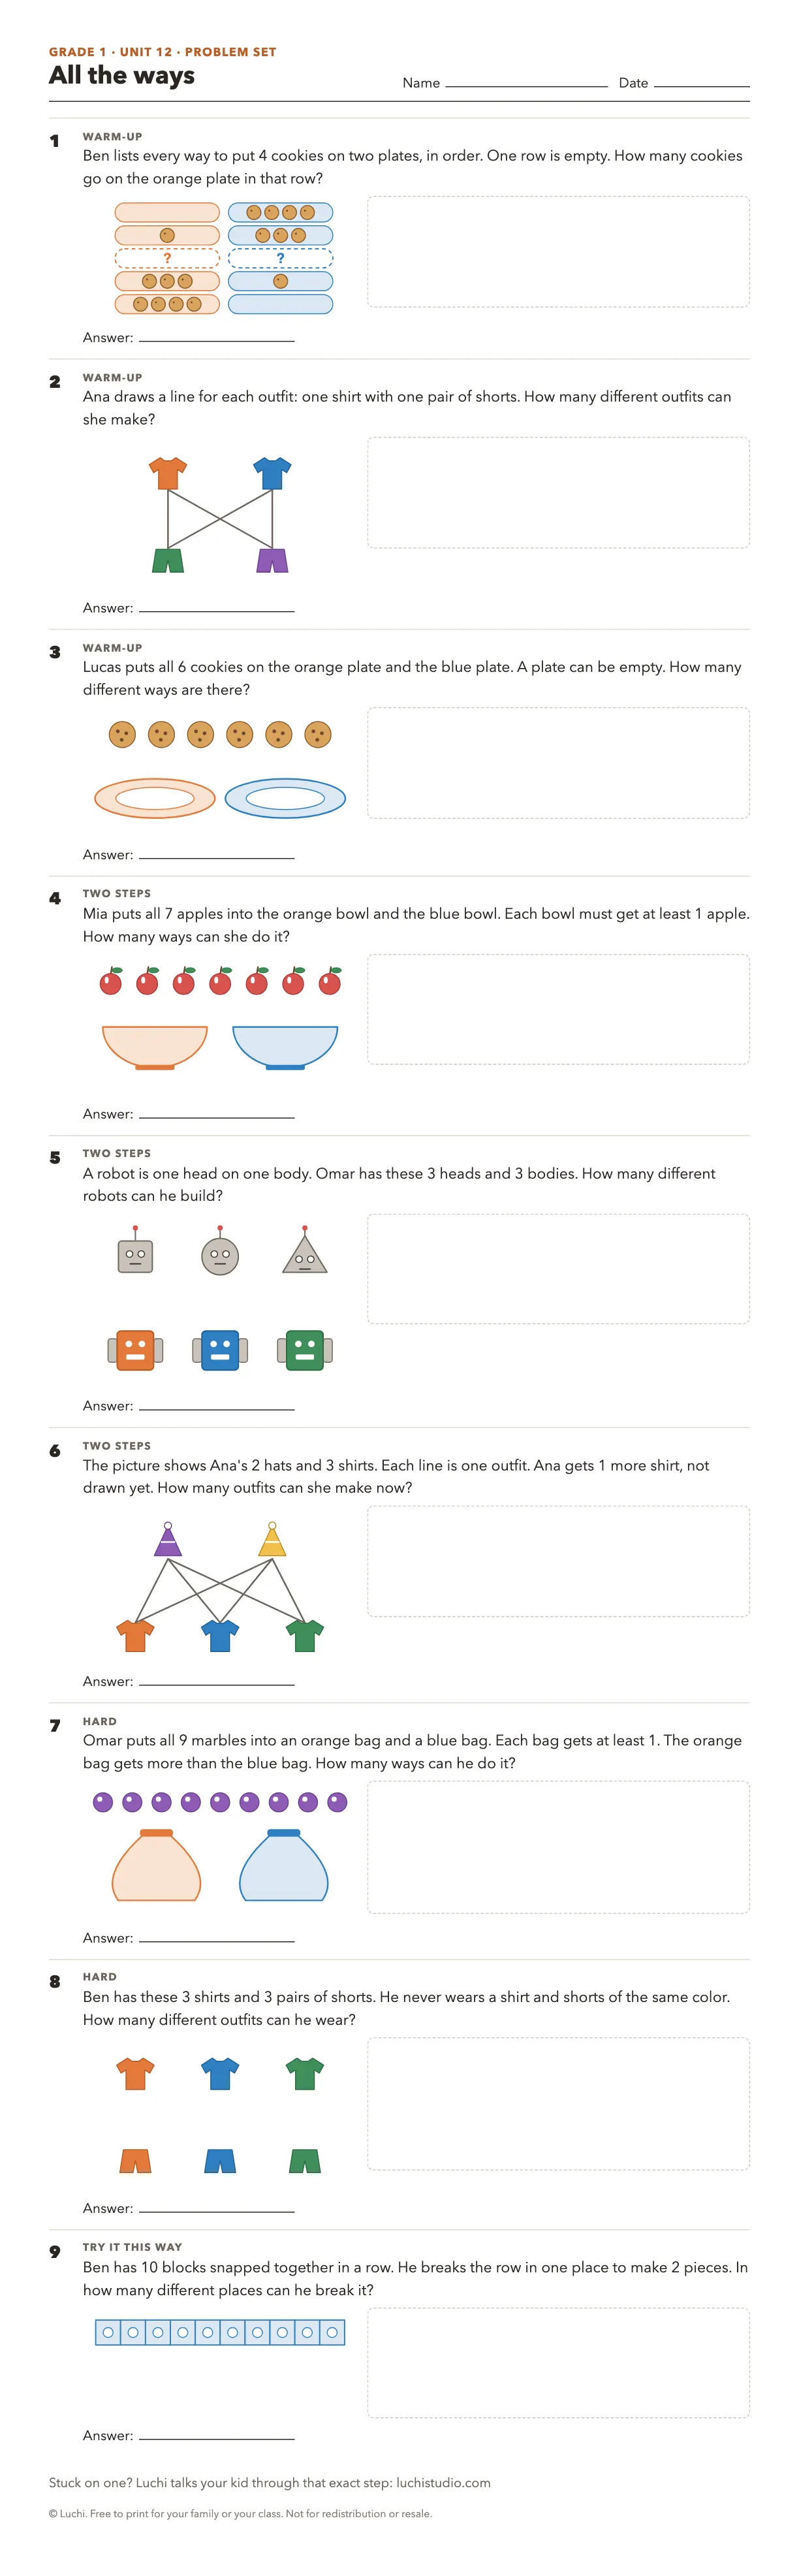 GRADE 1 · UNIT 12 · PROBLEM SET
All the ways
Name
Date
1
WARM-UP
Ben lists every way to put 4 cookies on two plates, in order. One row is empty. How many cookies
go on the orange plate in that row?
? ?
Answer:
2
WARM-UP
Ana draws a line for each outfit: one shirt with one pair of shorts. How many different outfits can
she make?
Answer:
3
WARM-UP
Lucas puts all 6 cookies on the orange plate and the blue plate. A plate can be empty. How many
different ways are there?
Answer:
4
TWO STEPS
Mia puts all 7 apples into the orange bowl and the blue bowl. Each bowl must get at least 1 apple.
How many ways can she do it?
Answer:
5
TWO STEPS
A robot is one head on one body. Omar has these 3 heads and 3 bodies. How many different
robots can he build?
Answer:
6
TWO STEPS
The picture shows Ana's 2 hats and 3 shirts. Each line is one outfit. Ana gets 1 more shirt, not
drawn yet. How many outfits can she make now?
Answer:
7
HARD
Omar puts all 9 marbles into an orange bag and a blue bag. Each bag gets at least 1. The orange
bag gets more than the blue bag. How many ways can he do it?
Answer:
8
HARD
Ben has these 3 shirts and 3 pairs of shorts. He never wears a shirt and shorts of the same color.
How many different outfits can he wear?
Answer:
9
TRY IT THIS WAY
Ben has 10 blocks snapped together in a row. He breaks the row in one place to make 2 pieces. In
how many different places can he break it?
Answer:
Stuck on one? Luchi talks your kid through that exact step: luchistudio.com
© Luchi. Free to print for your family or your class. Not for redistribution or resale.